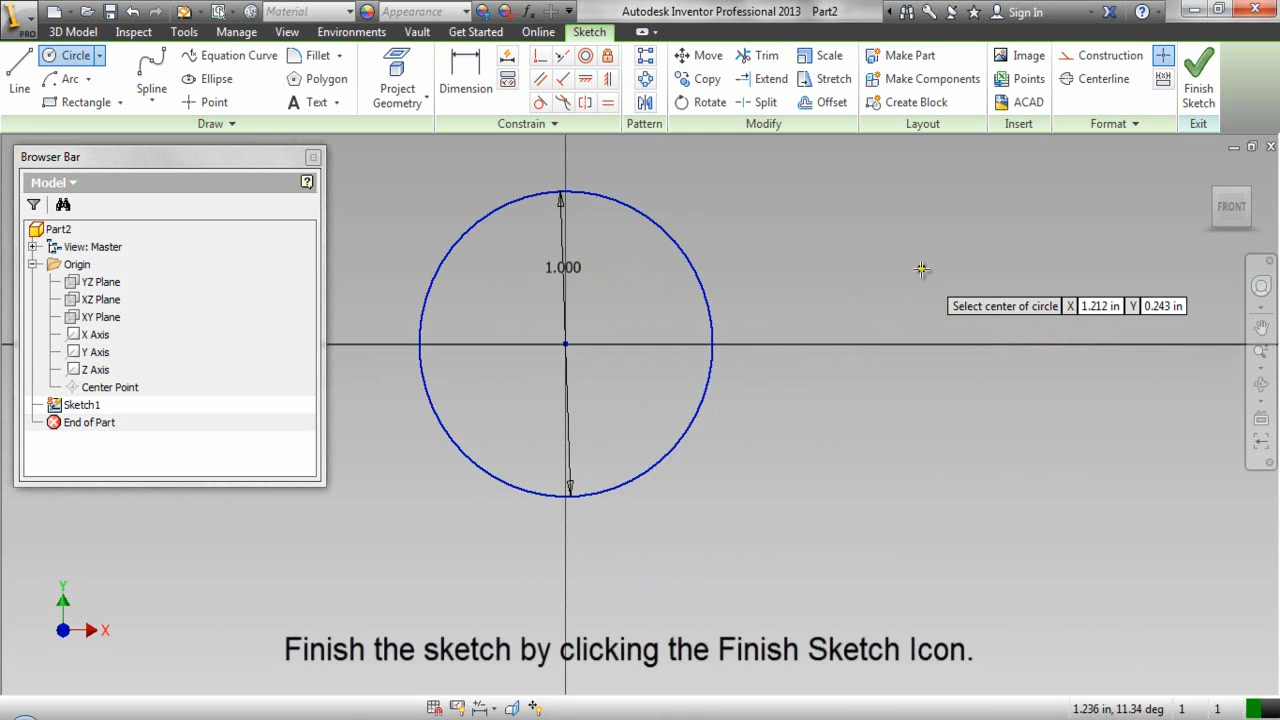 Material
Appearance
Autodesk Inventor Professional 2013 Part2
Sign In
PRO
3D Model Inspect Tools Manage View Environments Vault Get Started Online Sketch
Line
Circle
Arc
Rectangle
Spline
Equation Curve
Ellipse
Point
Fillet
Polygon
Text
Project
Geometry
Dimension
Move
Copy
Rotate
Trim
Extend
Split
Scale
Stretch
Offset
Make Part
Make Components
Create Block
Image
Points
ACAD
Construction
Centerline
Finish
Sketch
Draw Constrain Pattern Modify Layout Insert Format Exit
Browser Bar
Model
Part2
View: Master
Origin
YZ Plane
XZ Plane
XY Plane
X Axis
Y Axis
Z Axis
Center Point
Sketch1
End of Part
1.000
FRONT
Select center of circle X 1.212 in Y 0.243 in
Y
X
Finish the sketch by clicking the Finish Sketch Icon.
1.236 in, 11.34 deg 1 1